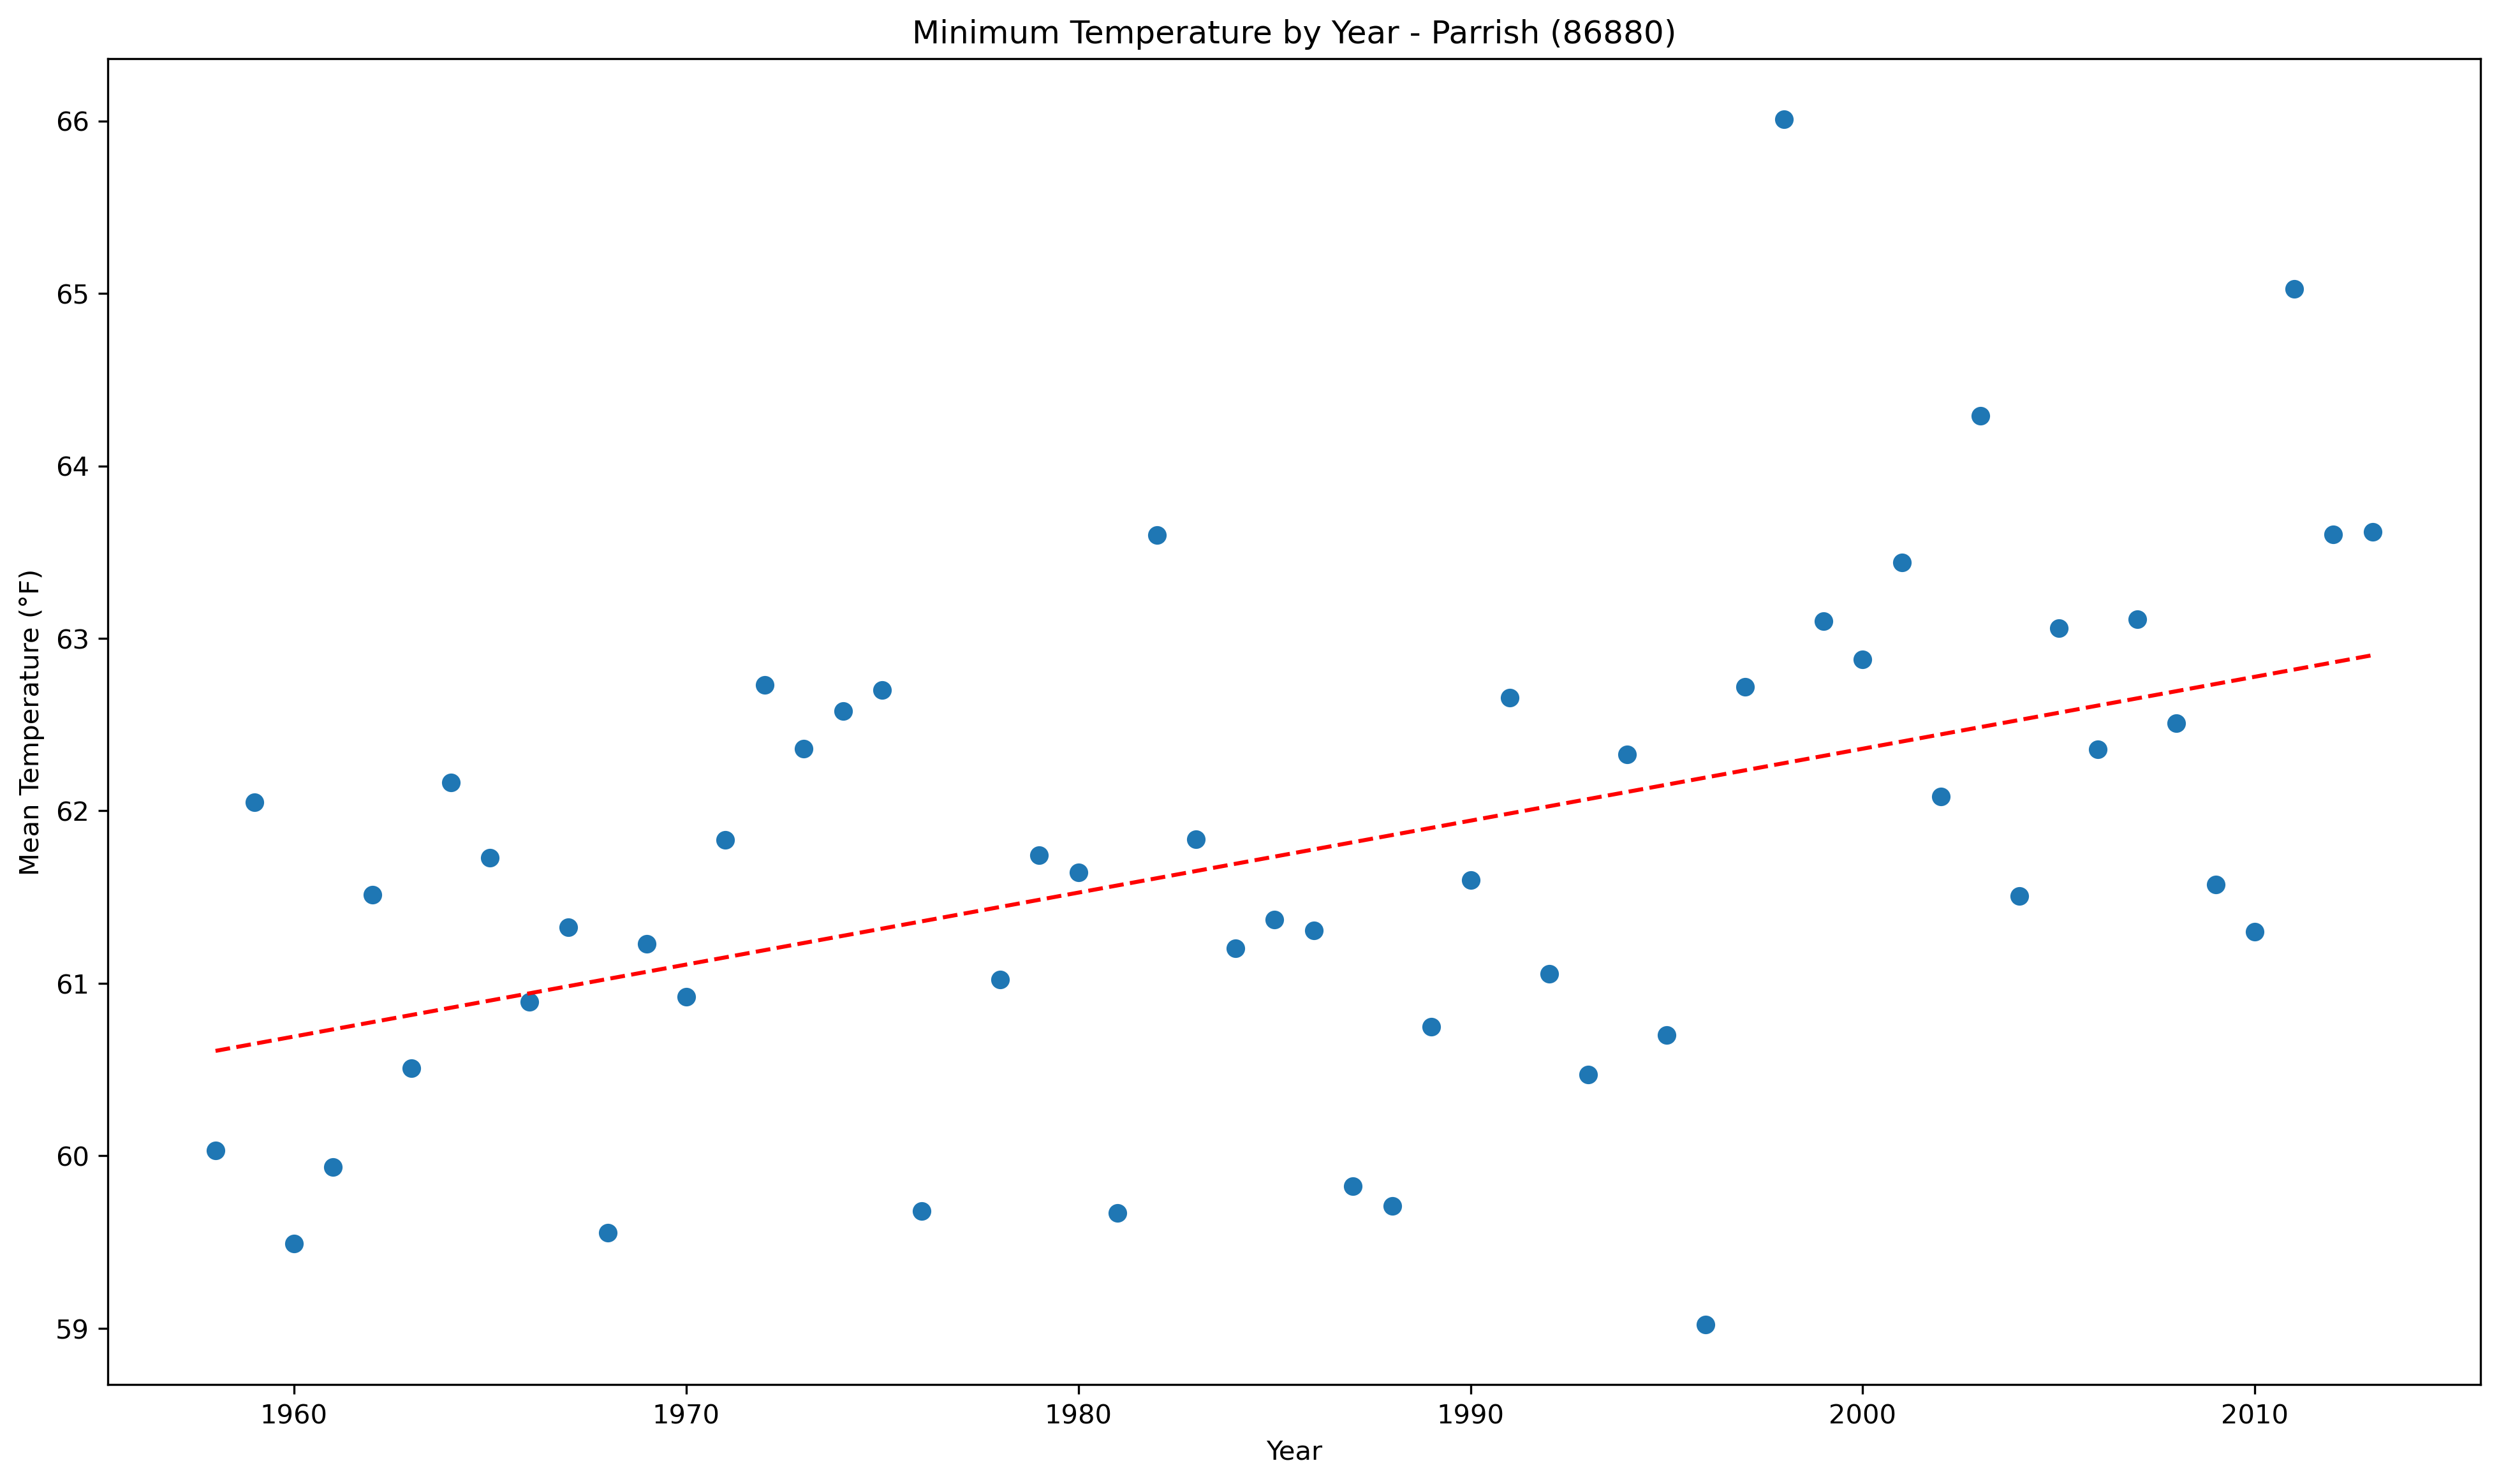 Minimum Temperature by Year - Parrish (86880)
Mean Temperature (°F)
66
65
64
63
62
61
60
59
1960 1970 1980 1990 2000 2010
Year